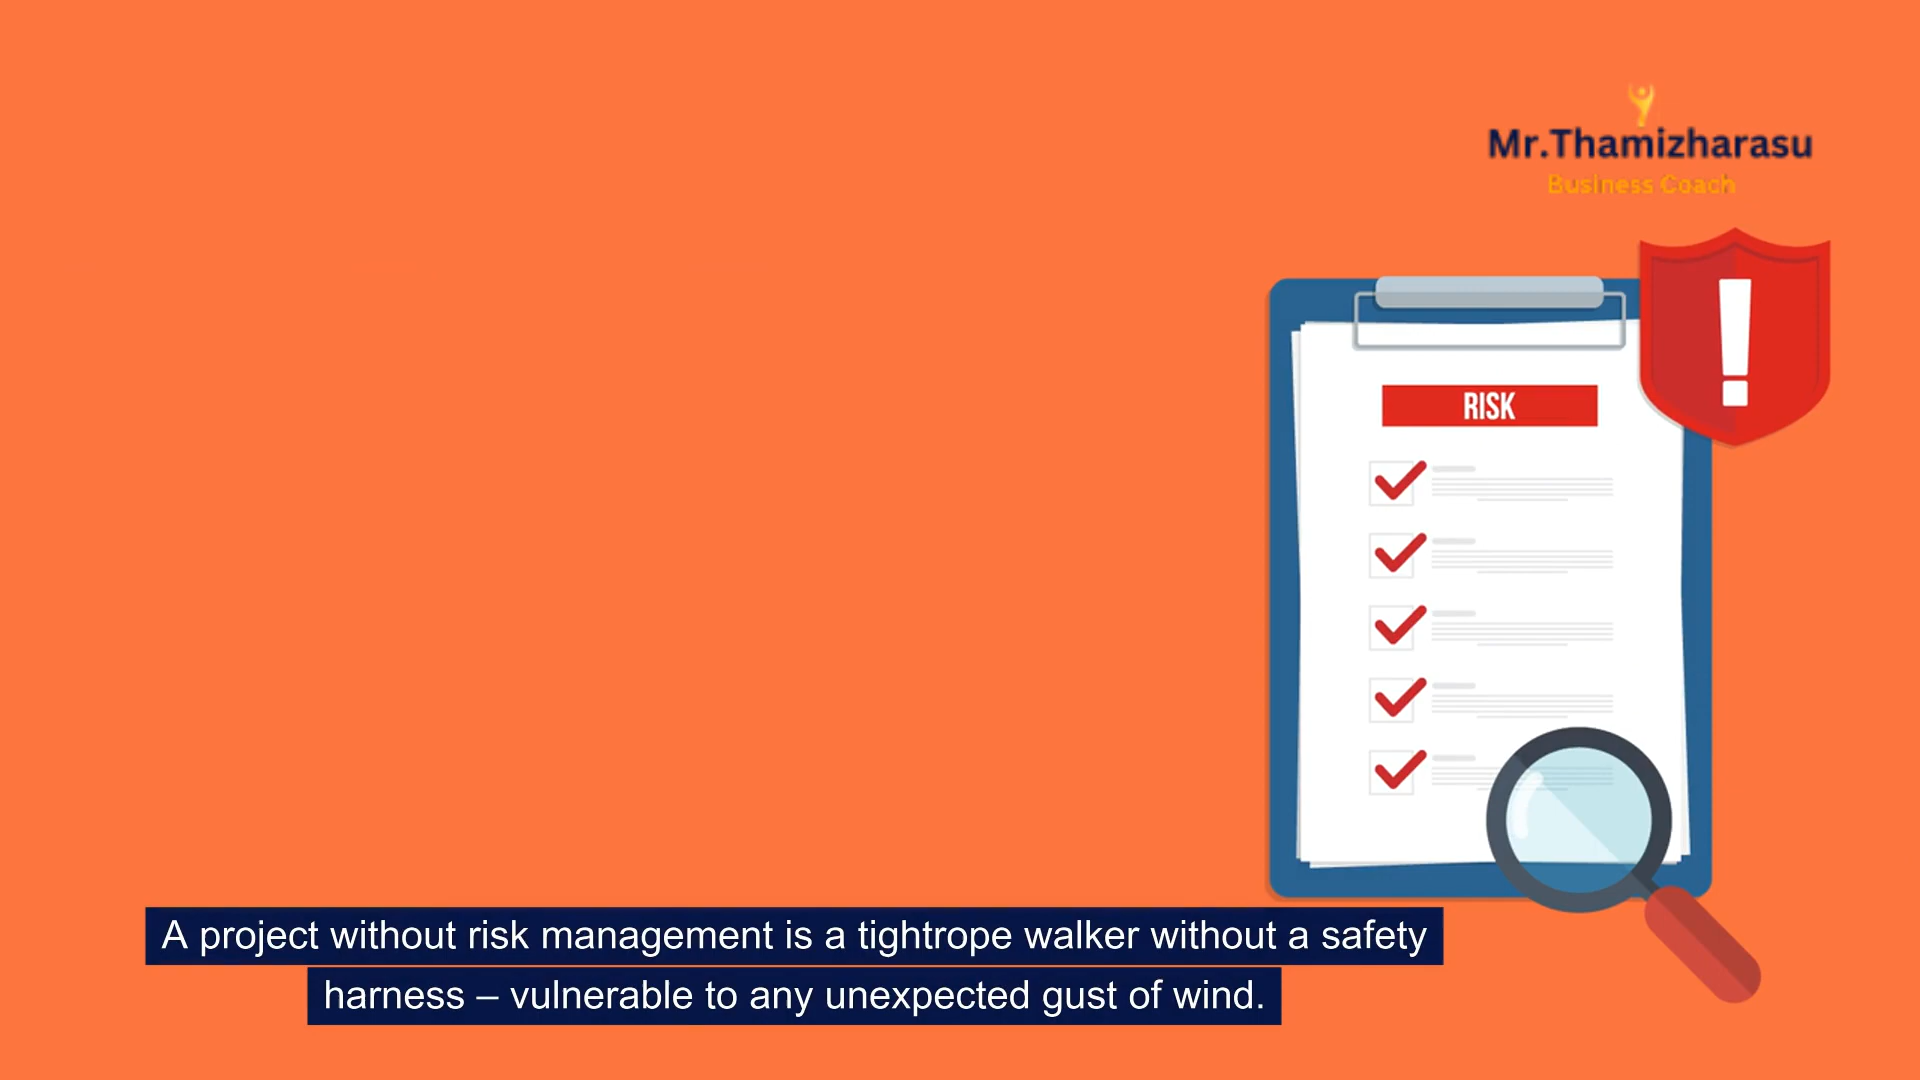 Mr.Thamizharasu
Business Coach
RISK
A project without risk management is a tightrope walker without a safety
harness – vulnerable to any unexpected gust of wind.